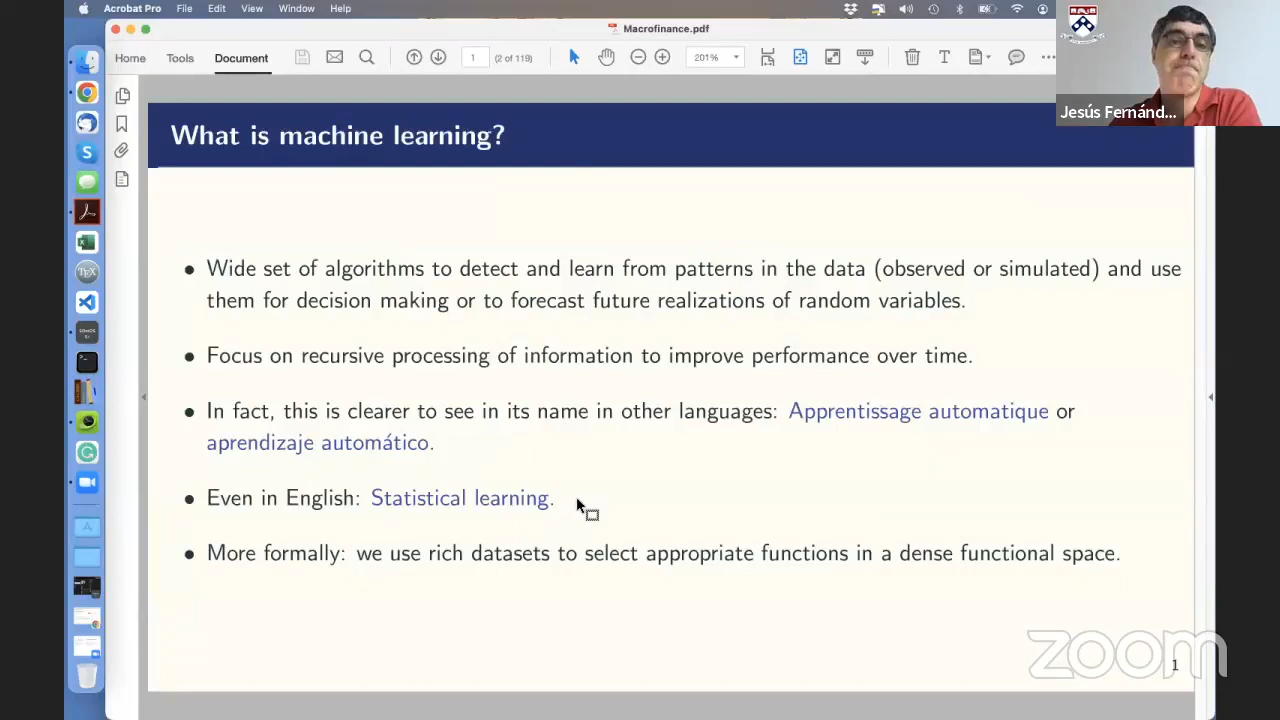 Acrobat Pro File Edit View Window Help
Macrofinance.pdf
Home Tools Document 1 (2 of 119) 201%
Jesús Fernánd...
What is machine learning?
• Wide set of algorithms to detect and learn from patterns in the data (observed or simulated) and use
them for decision making or to forecast future realizations of random variables.
• Focus on recursive processing of information to improve performance over time.
• In fact, this is clearer to see in its name in other languages: Apprentissage automatique or
aprendizaje automático.
• Even in English: Statistical learning.
• More formally: we use rich datasets to select appropriate functions in a dense functional space.
zoom
1